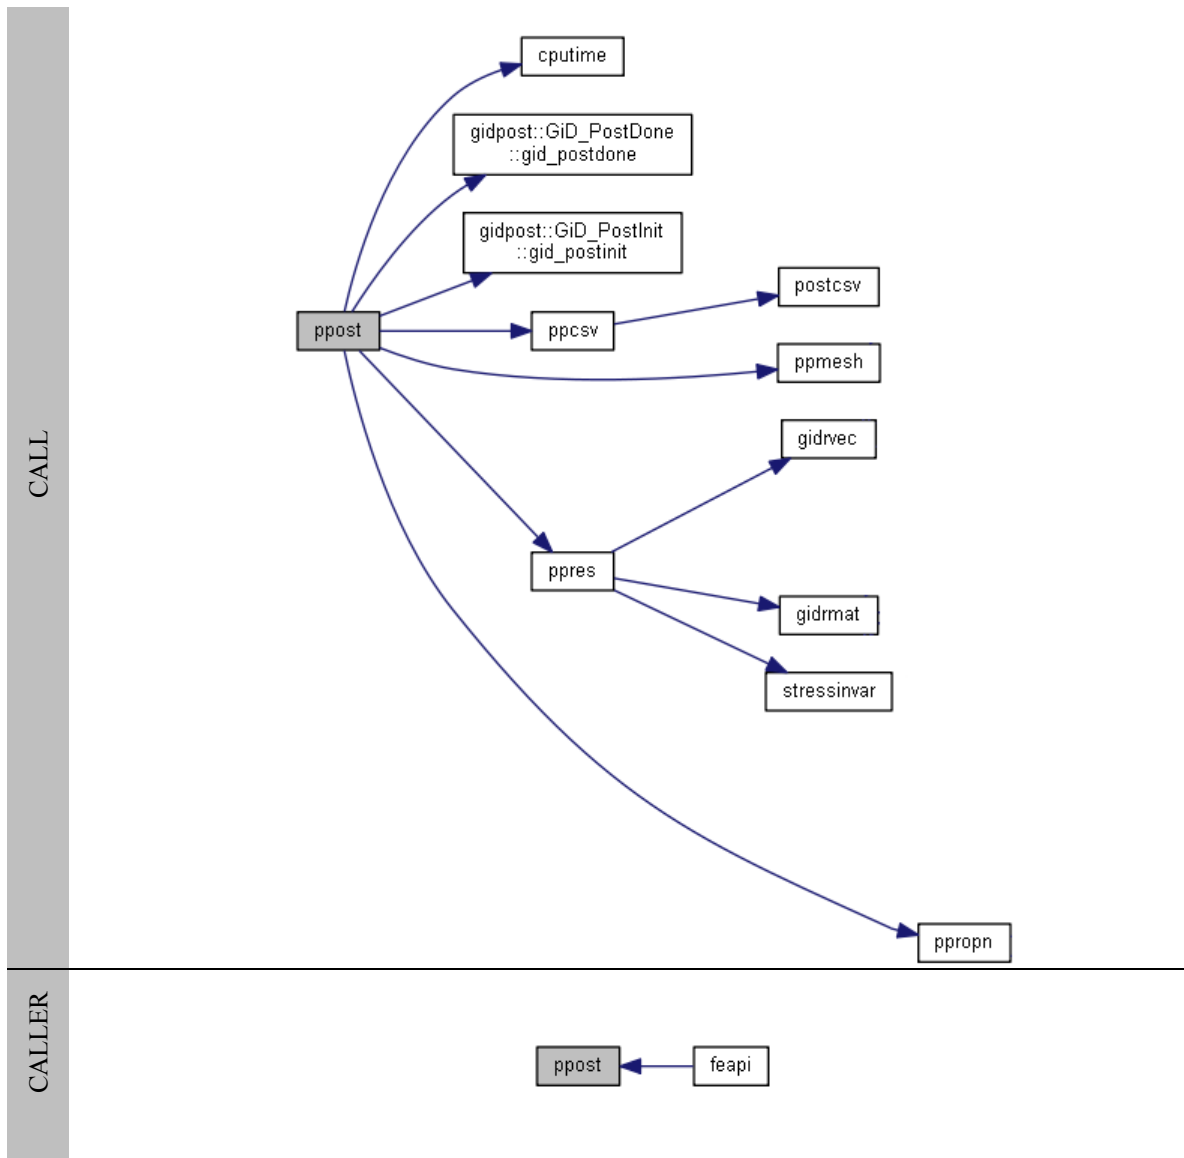 CALL
cputime
gidpost::GiD_PostDone
::gid_postdone
gidpost::GiD_PostInit
::gid_postinit
postcsv
ppost
ppcsv
ppmesh
gidrvec
ppres
gidrmat
stressinvar
ppropn
CALLER
ppost
feapi